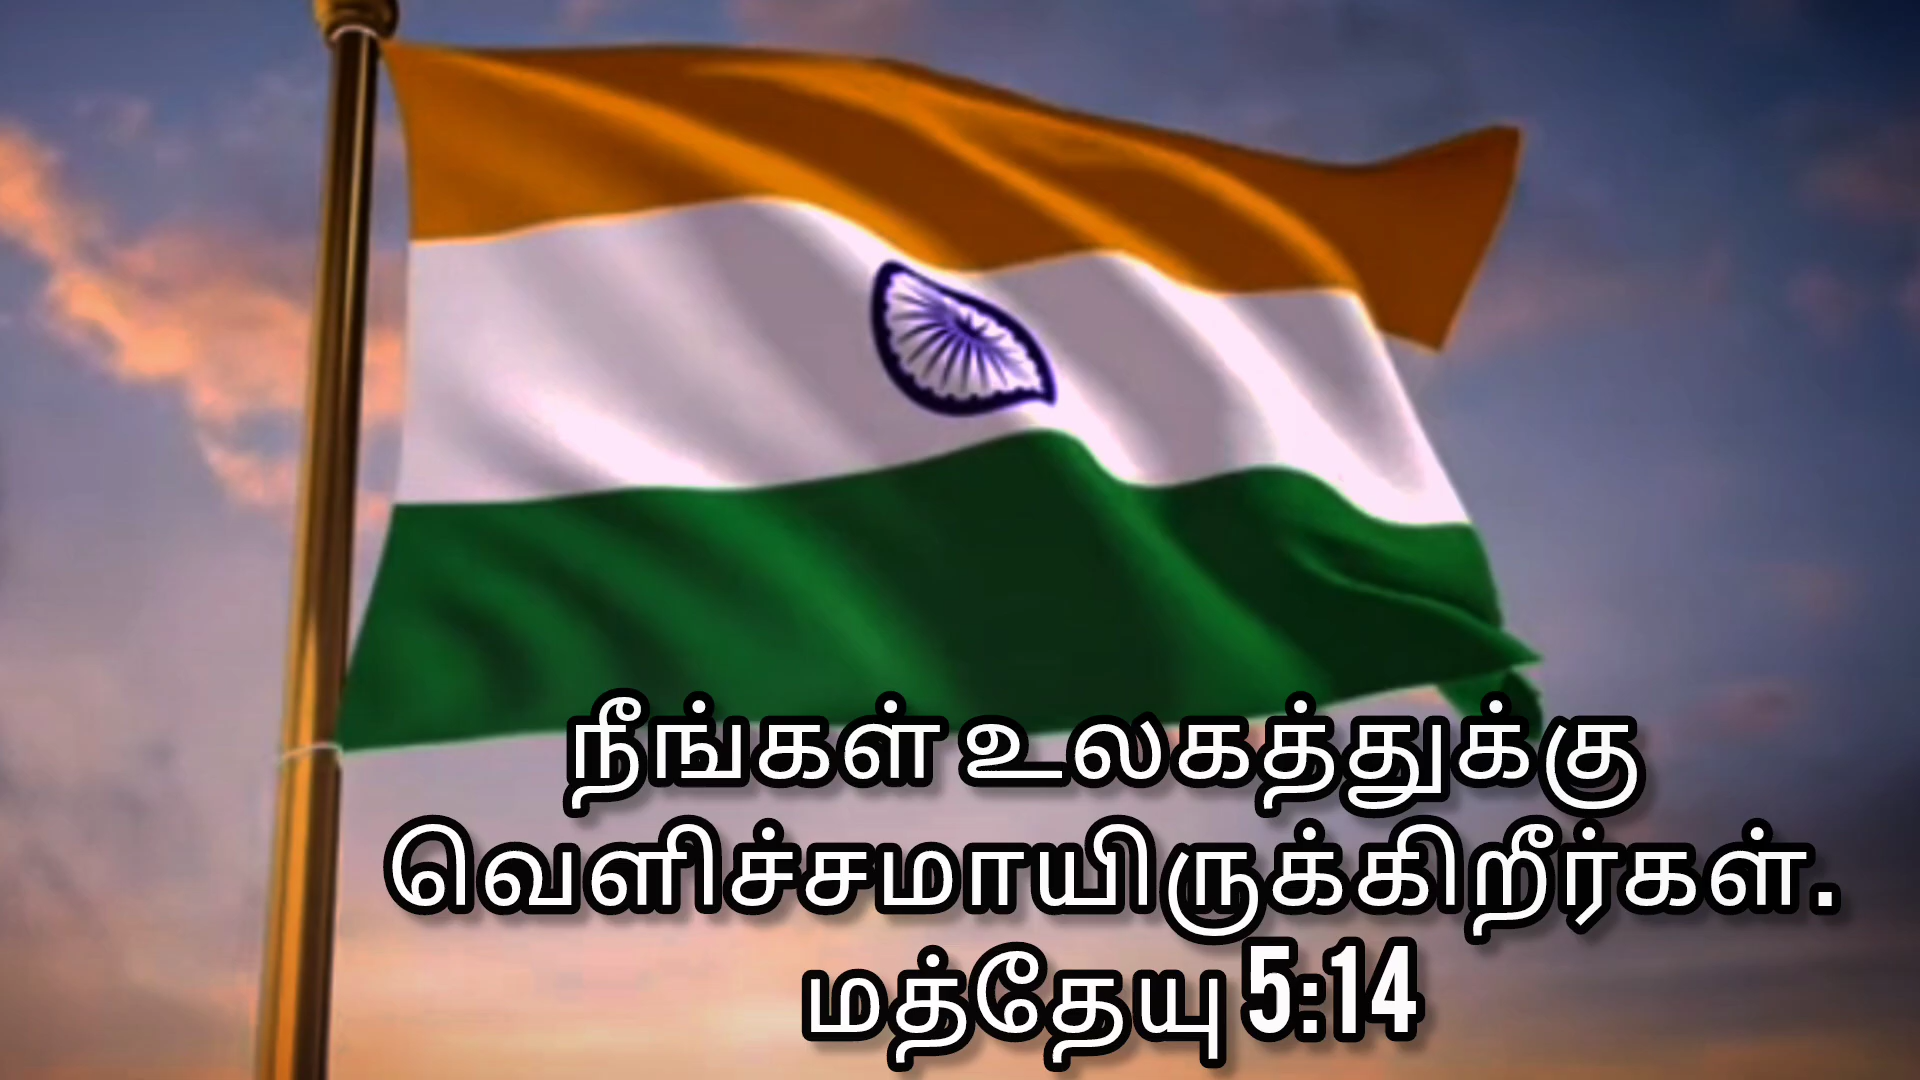 நீங்கள் உலகத்துக்கு
வெளிச்சமாயிருக்கிறீர்கள்.
மத்தேயு 5:14